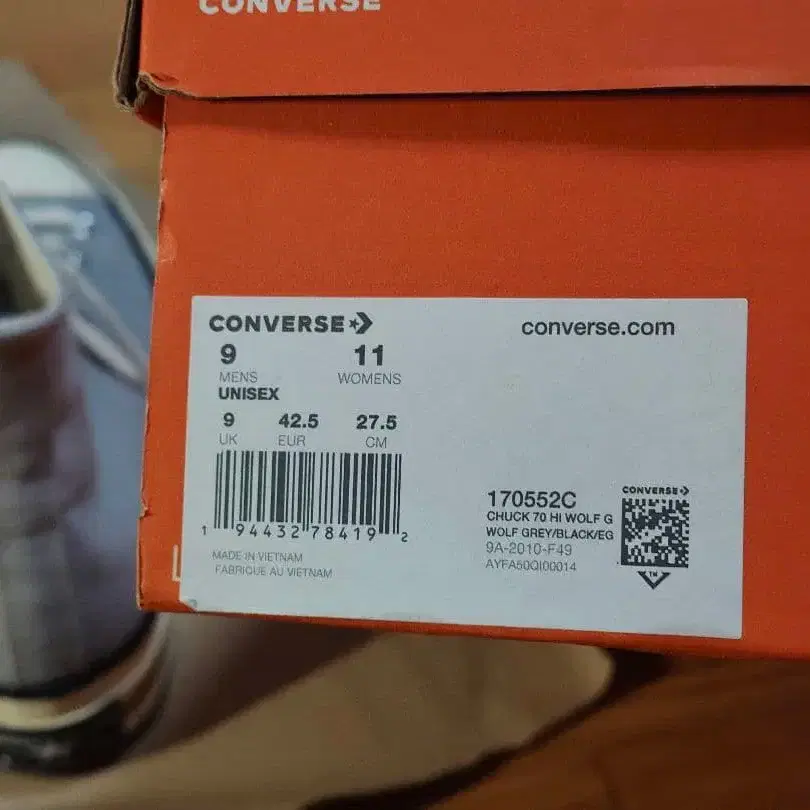 CONVERSE
CONVERSE
converse.com
9 11
MENS WOMENS
UNISEX
9 42.5 27.5
UK EUR CM
1 94432 78419 2
MADE IN VIETNAM
FABRIQUE AU VIETNAM
170552C
CHUCK 70 HI WOLF G
WOLF GREY/BLACK/EG
9A-2010-F49
AYFA50QI00014
CONVERSE
TM
L